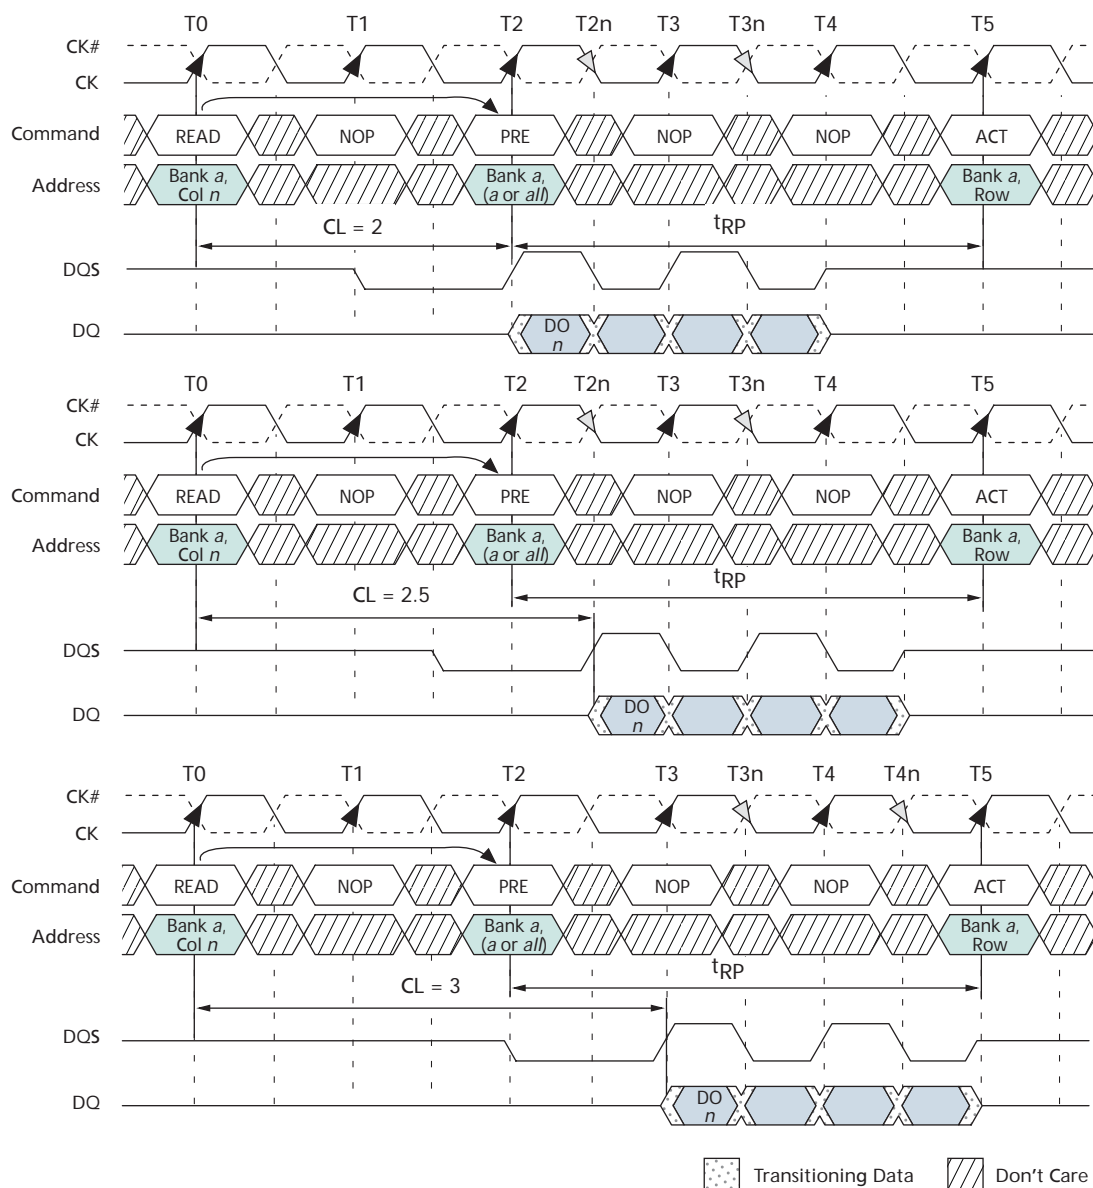 T0 T1 T2 T2n T3 T3n T4 T5
CK#
CK
Command READ NOP PRE NOP NOP ACT
Address Bank a, Col n Bank a, (a or all) Bank a, Row
CL = 2 tRP
DQS
DQ DO n
T0 T1 T2 T2n T3 T3n T4 T5
CK#
CK
Command READ NOP PRE NOP NOP ACT
Address Bank a, Col n Bank a, (a or all) Bank a, Row
CL = 2.5 tRP
DQS
DQ DO n
T0 T1 T2 T3 T3n T4 T4n T5
CK#
CK
Command READ NOP PRE NOP NOP ACT
Address Bank a, Col n Bank a, (a or all) Bank a, Row
CL = 3 tRP
DQS
DQ DO n
Transitioning Data Don't Care